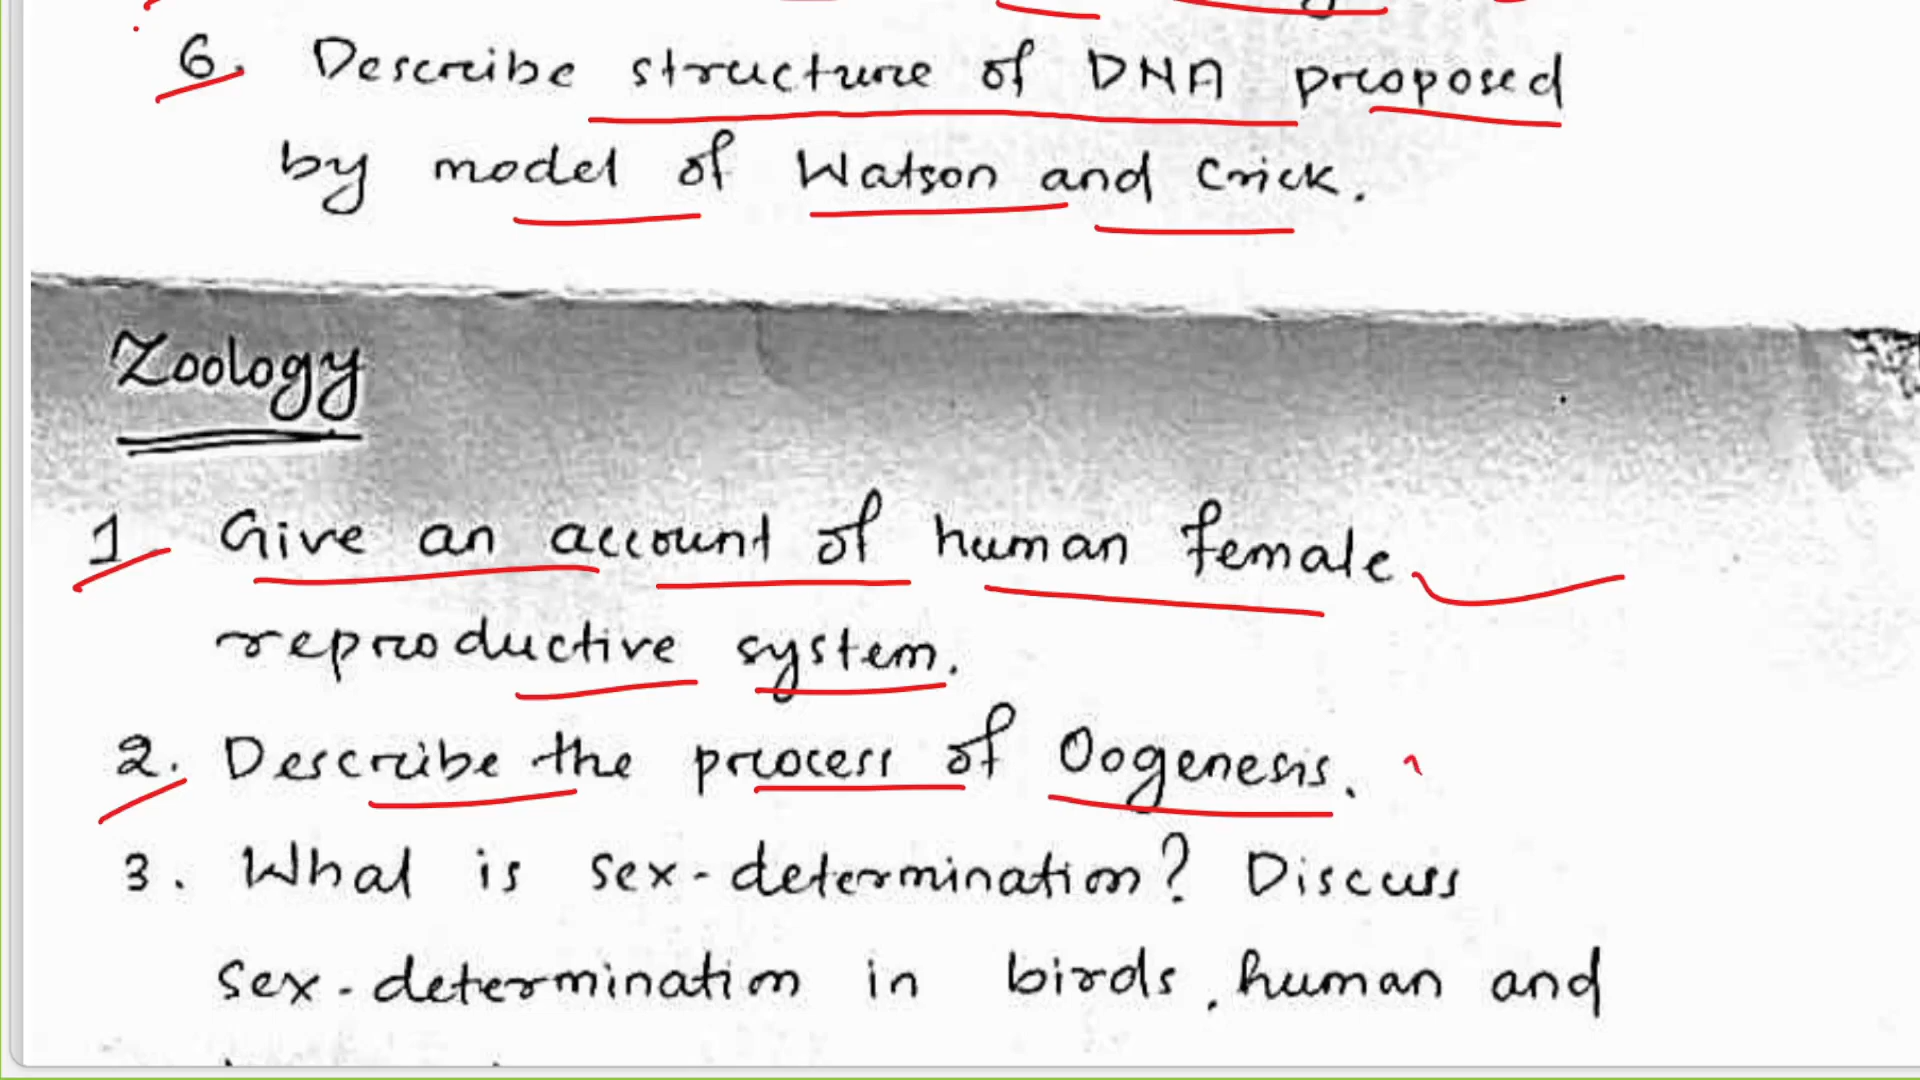 6. Describe structure of DNA proposed
by model of Watson and Crick.
Zoology
1. Give an account of human female
reproductive system.
2. Describe the process of Oogenesis.
3. What is sex-determination? Discuss
sex-determination in birds, human and